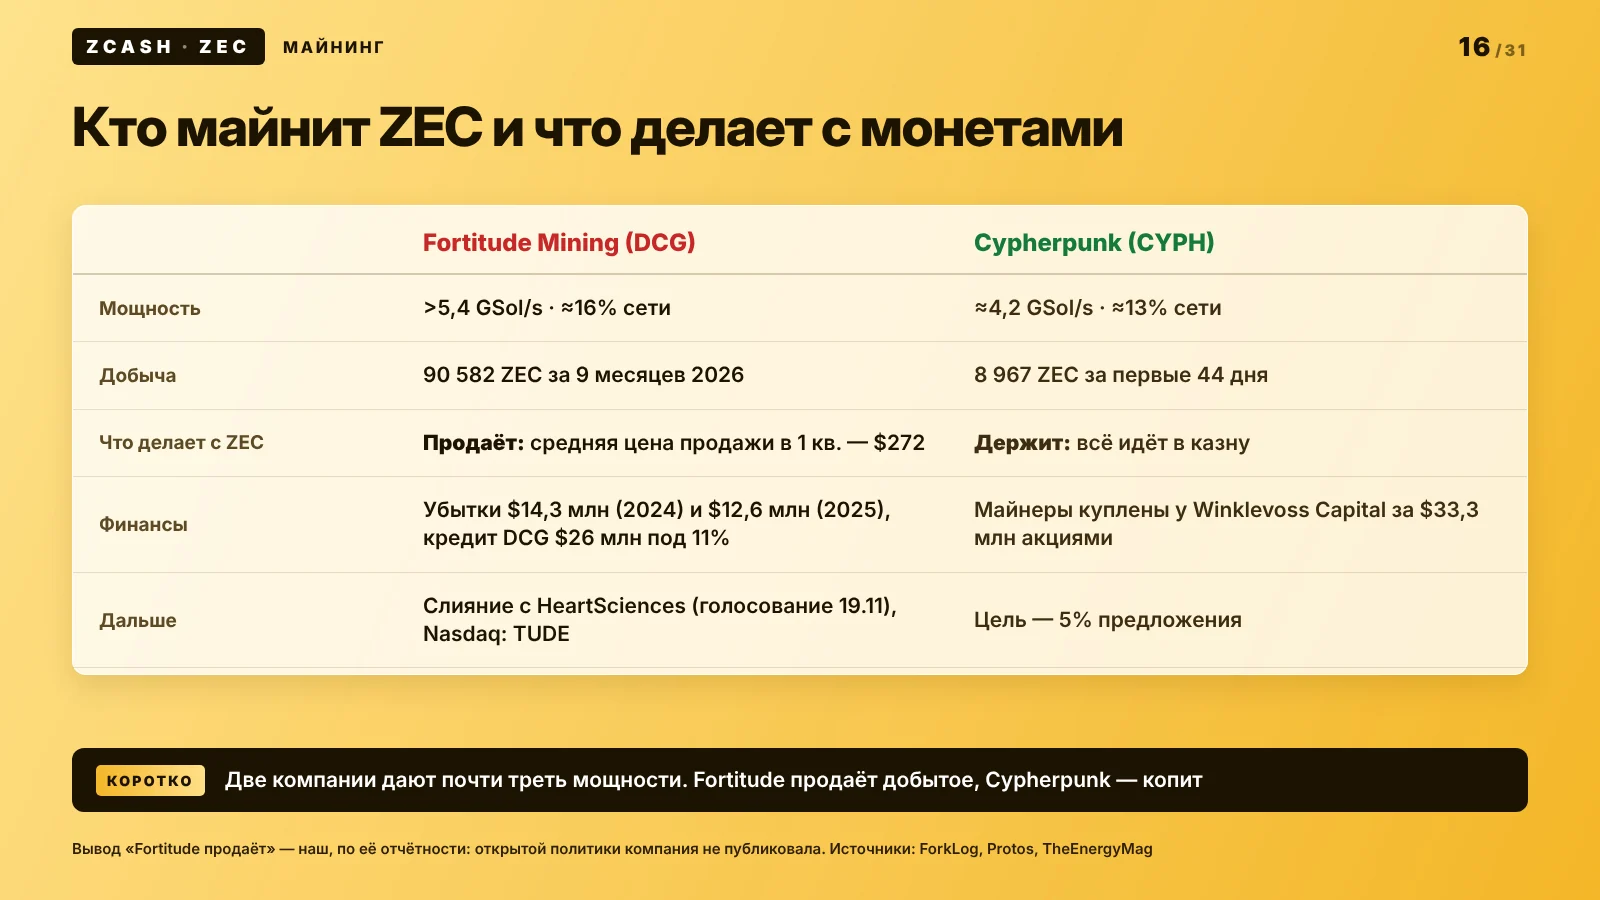 ZCASH · ZEC МАЙНИНГ
16 / 31
Кто майнит ZEC и что делает с монетами
Fortitude Mining (DCG) Cypherpunk (CYPH)
Мощность >5,4 GSol/s · ≈16% сети ≈4,2 GSol/s · ≈13% сети
Добыча 90 582 ZEC за 9 месяцев 2026 8 967 ZEC за первые 44 дня
Что делает с ZEC Продаёт: средняя цена продажи в 1 кв. — $272 Держит: всё идёт в казну
Финансы
Убытки $14,3 млн (2024) и $12,6 млн (2025),
кредит DCG $26 млн под 11%
Майнеры куплены у Winklevoss Capital за $33,3
млн акциями
Дальше
Слияние с HeartSciences (голосование 19.11),
Nasdaq: TUDE
Цель — 5% предложения
КОРОТКО Две компании дают почти треть мощности. Fortitude продаёт добытое, Cypherpunk — копит
Вывод «Fortitude продаёт» — наш, по её отчётности: открытой политики компания не публиковала. Источники: ForkLog, Protos, TheEnergyMag